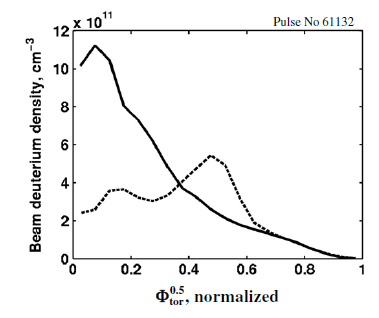 Pulse No 61132
12 x 10^11
10
8
6
4
2
0
Beam deuterium density, cm^-3
0 0.2 0.4 0.6 0.8 1
Φ_tor^0.5, normalized